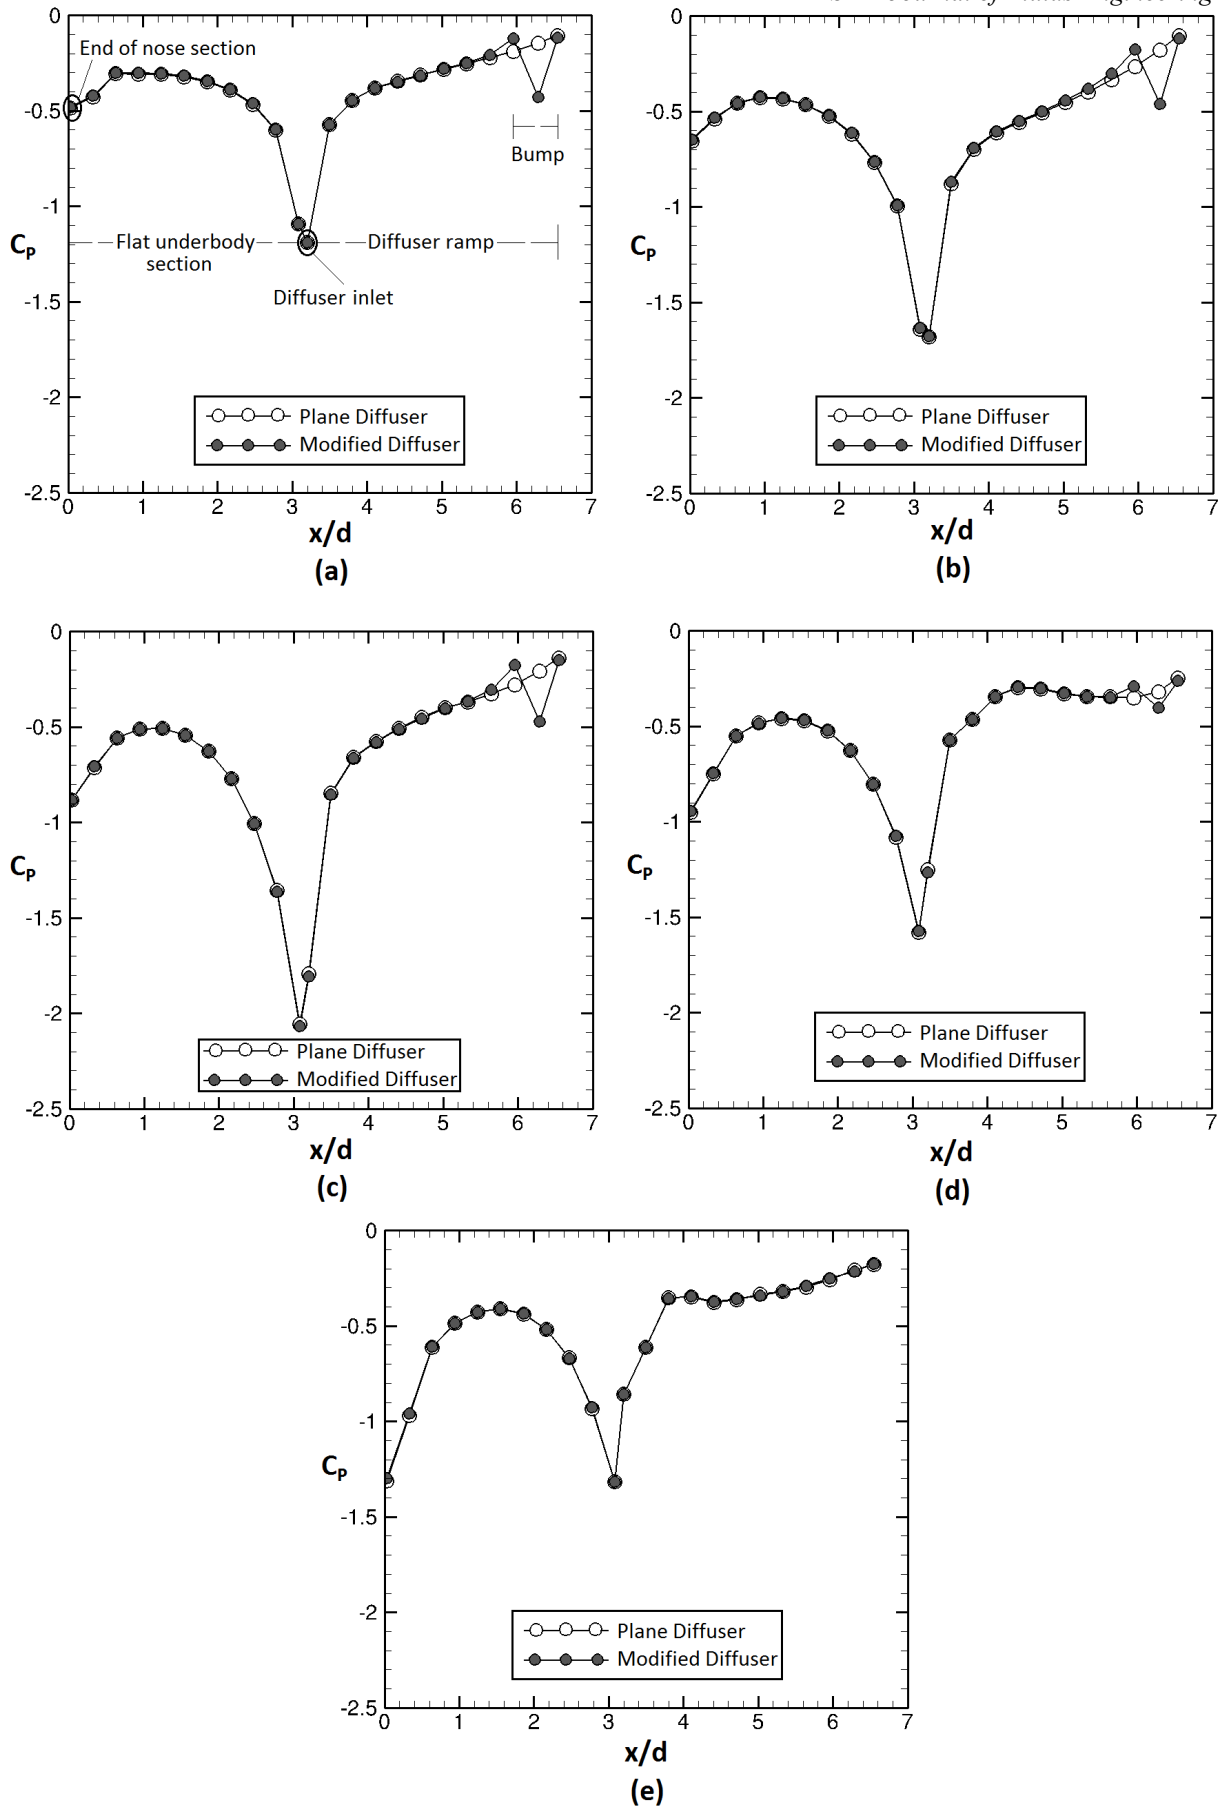 0
End of nose section
-0.5
Bump
-1
Flat underbody
section
Diffuser ramp
Cₚ
Diffuser inlet
-1.5
-2
Plane Diffuser
Modified Diffuser
-2.5
0 1 2 3 4 5 6 7
x/d
(a)
0
-0.5
-1
Cₚ
-1.5
-2
Plane Diffuser
Modified Diffuser
-2.5
0 1 2 3 4 5 6 7
x/d
(b)
0
-0.5
-1
Cₚ
-1.5
-2
Plane Diffuser
Modified Diffuser
-2.5
0 1 2 3 4 5 6 7
x/d
(c)
0
-0.5
-1
Cₚ
-1.5
-2
Plane Diffuser
Modified Diffuser
-2.5
0 1 2 3 4 5 6 7
x/d
(d)
0
-0.5
-1
Cₚ
-1.5
-2
Plane Diffuser
Modified Diffuser
-2.5
0 1 2 3 4 5 6 7
x/d
(e)